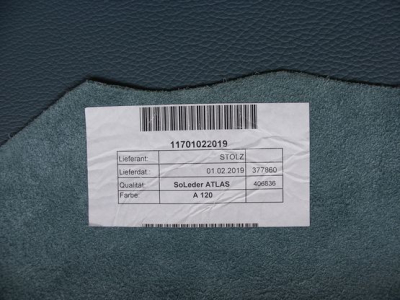 11701022019
Lieferant: STOLZ
Lieferdat: 01.02.2019 377860
Qualität: SoLeder ATLAS 406836
Farbe: A 120